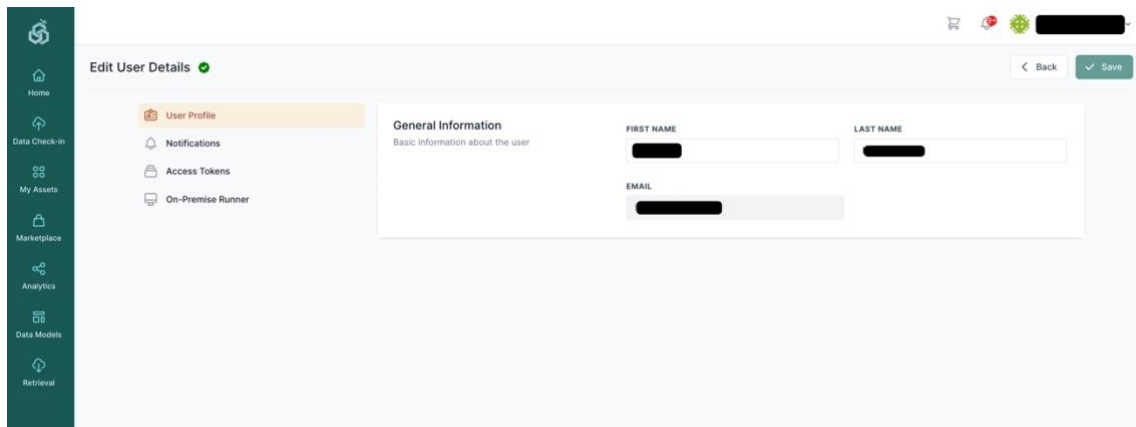 Edit User Details
Back
Save
Home
Data Check-in
My Assets
Marketplace
Analytics
Data Models
Retrieval
User Profile
Notifications
Access Tokens
On-Premise Runner
General Information
Basic information about the user
FIRST NAME
LAST NAME
EMAIL